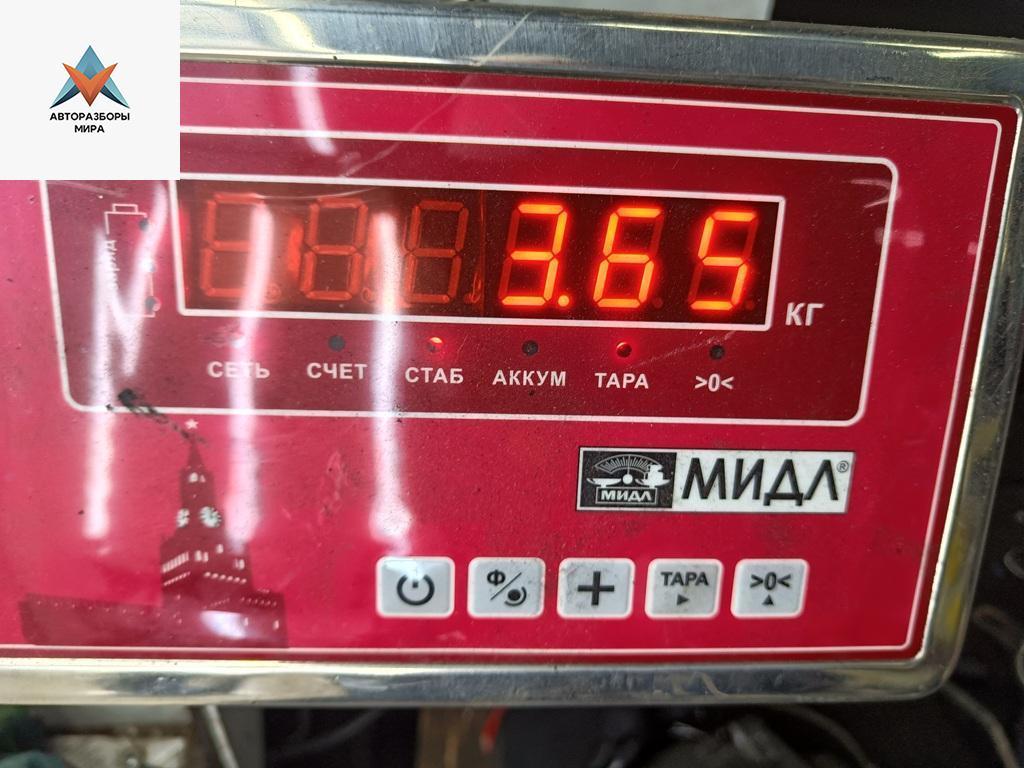 АВТОРАЗБОРЫ
МИРА
3.65
КГ
СЕТЬ СЧЕТ СТАБ АККУМ ТАРА >0<
МИДЛ МИДЛ®
Ф
ТАРА
>0<